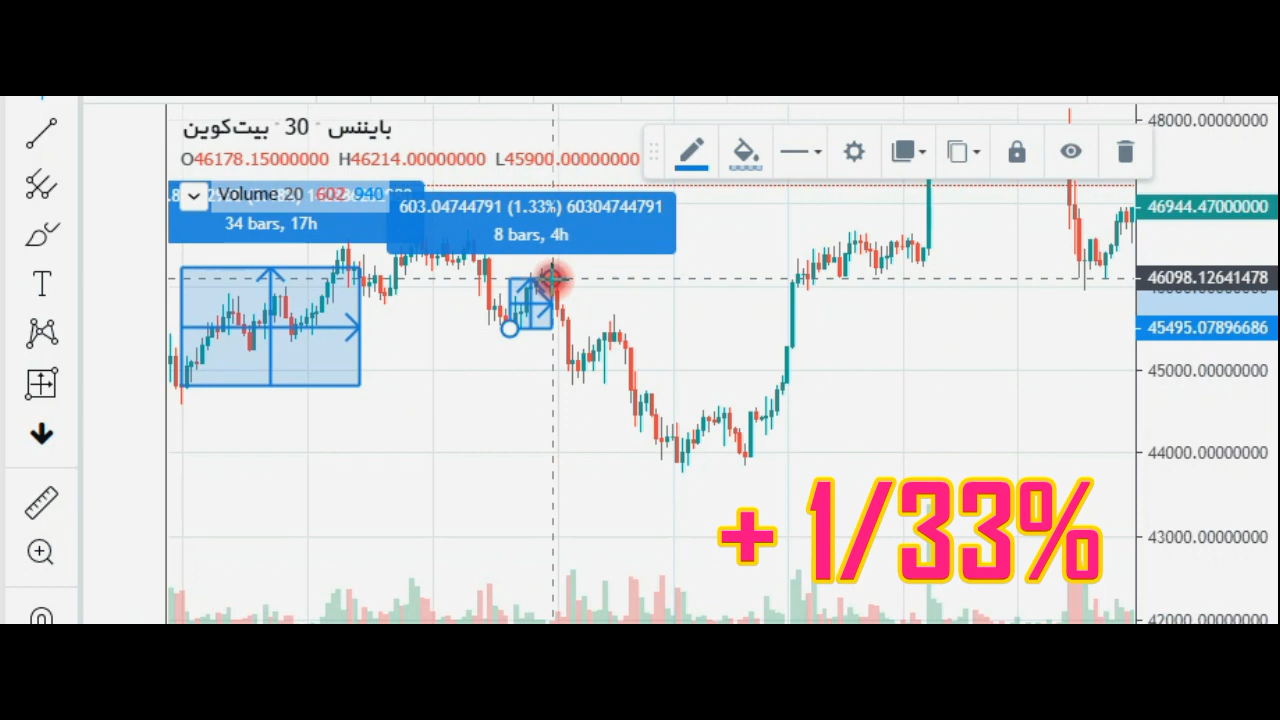 بیت‌کوین · 30 · بایننس
O46178.15000000 H46214.00000000 L45900.00000000
Volume 20 602 940
34 bars, 17h
603.04744791 (1.33%) 60304744791
8 bars, 4h
48000.00000000
46944.47000000
46098.12641478
45495.07896686
45000.00000000
44000.00000000
43000.00000000
42000.00000000
+ 1/33%